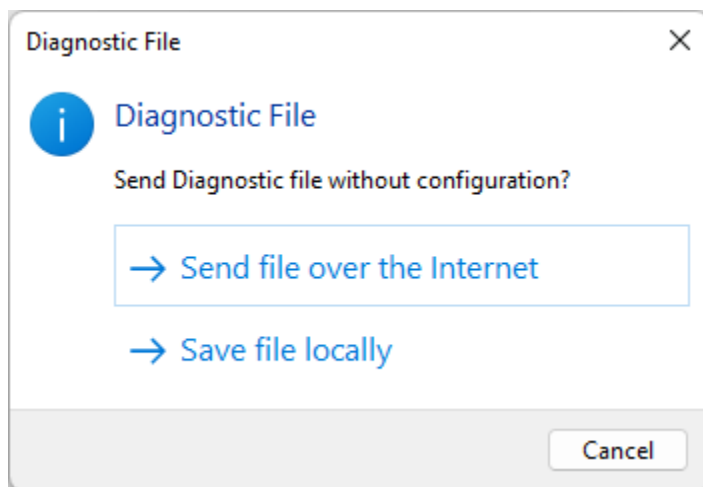 Diagnostic File
Diagnostic File
Send Diagnostic file without configuration?
Send file over the Internet
Save file locally
Cancel